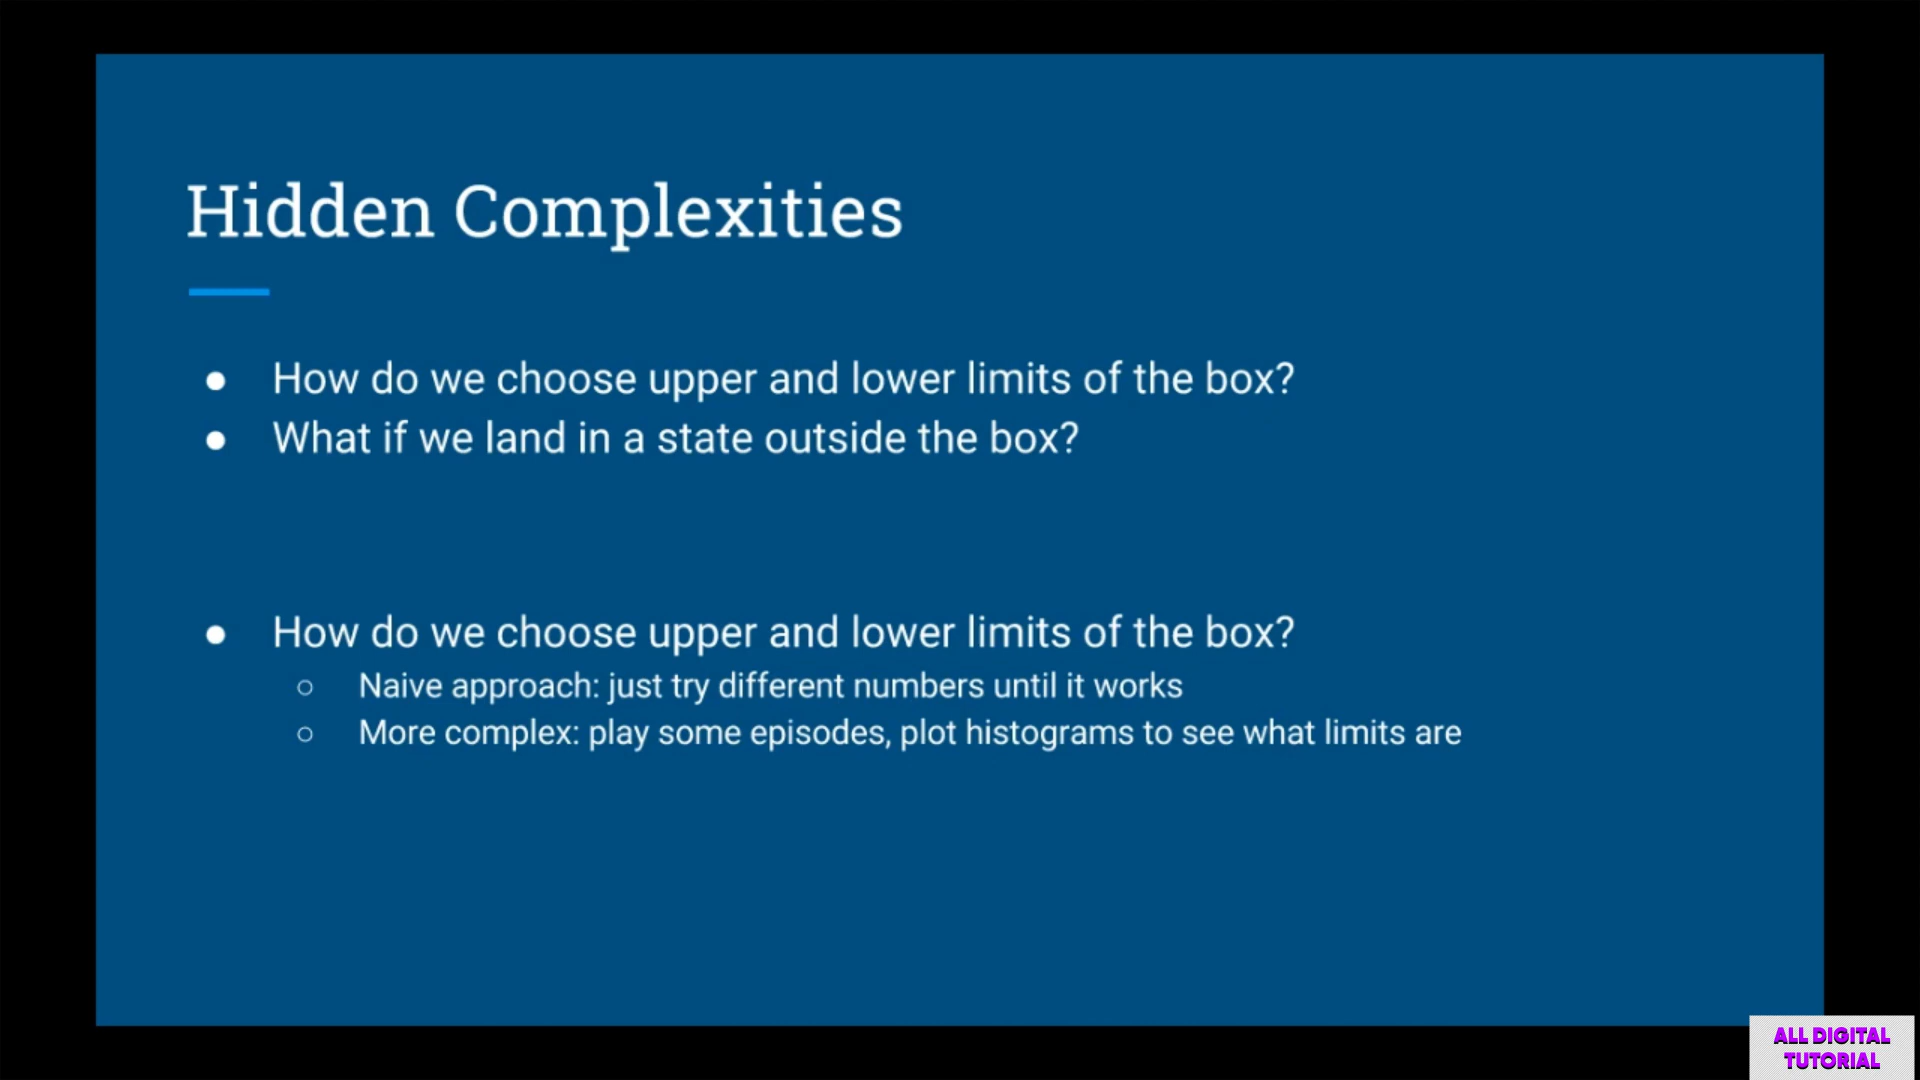 Hidden Complexities
● How do we choose upper and lower limits of the box?
● What if we land in a state outside the box?
● How do we choose upper and lower limits of the box?
○ Naive approach: just try different numbers until it works
○ More complex: play some episodes, plot histograms to see what limits are
ALL DIGITAL
TUTORIAL